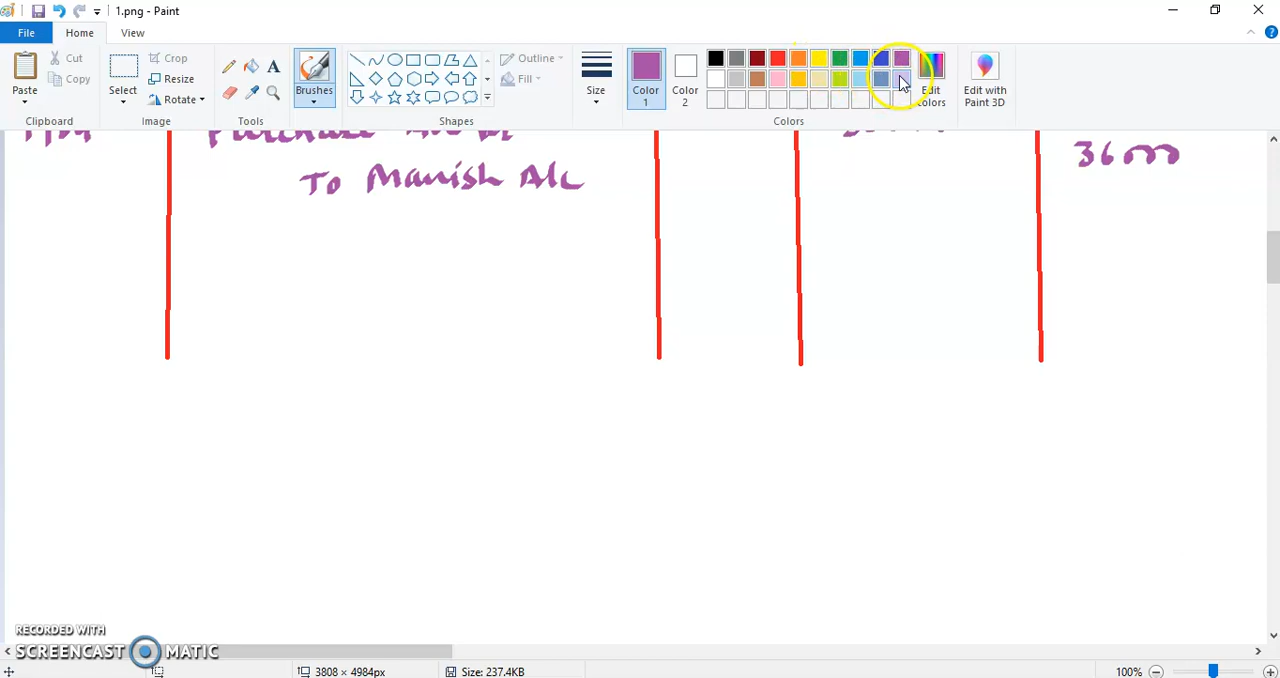 1.png - Paint
File Home View
Paste
Clipboard
Cut
Copy
Select
Crop
Resize
Rotate
Image
Tools
Brushes
Shapes
Outline
Fill
Size
Color 1
Color 2
Colors
Edit colors
Edit with Paint 3D
36000
To Manish A/c
RECORDED WITH
SCREENCAST MATIC
3808 × 4984px
Size: 237.4KB
100%